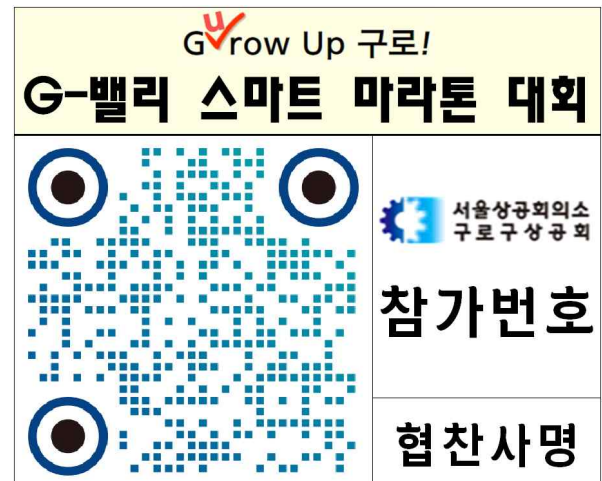 Gurow Up 구로!
G-밸리 스마트 마라톤 대회
서울상공회의소
구로구상공회
참가번호
협찬사명